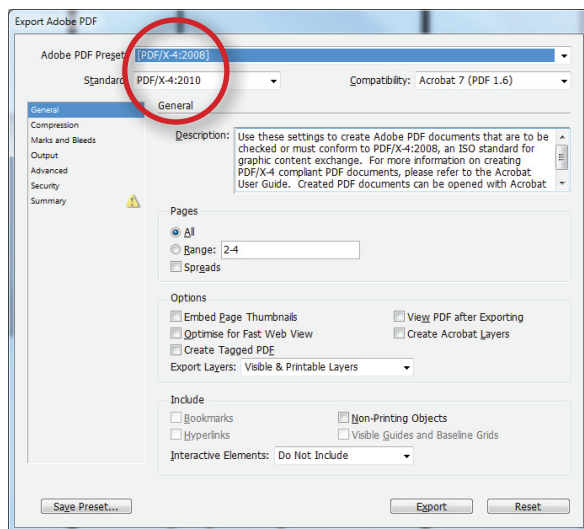 Export Adobe PDF
Adobe PDF Preset: [PDF/X-4:2008]
Standard: PDF/X-4:2010 Compatibility: Acrobat 7 (PDF 1.6)
General
Compression
Marks and Bleeds
Output
Advanced
Security
Summary
General
Description: Use these settings to create Adobe PDF documents that are to be
checked or must conform to PDF/X-4:2008, an ISO standard for
graphic content exchange. For more information on creating
PDF/X-4 compliant PDF documents, please refer to the Acrobat
User Guide. Created PDF documents can be opened with Acrobat
Pages
All
Range: 2-4
Spreads
Options
Embed Page Thumbnails View PDF after Exporting
Optimise for Fast Web View Create Acrobat Layers
Create Tagged PDF
Export Layers: Visible & Printable Layers
Include
Bookmarks Non-Printing Objects
Hyperlinks Visible Guides and Baseline Grids
Interactive Elements: Do Not Include
Save Preset... Export Reset